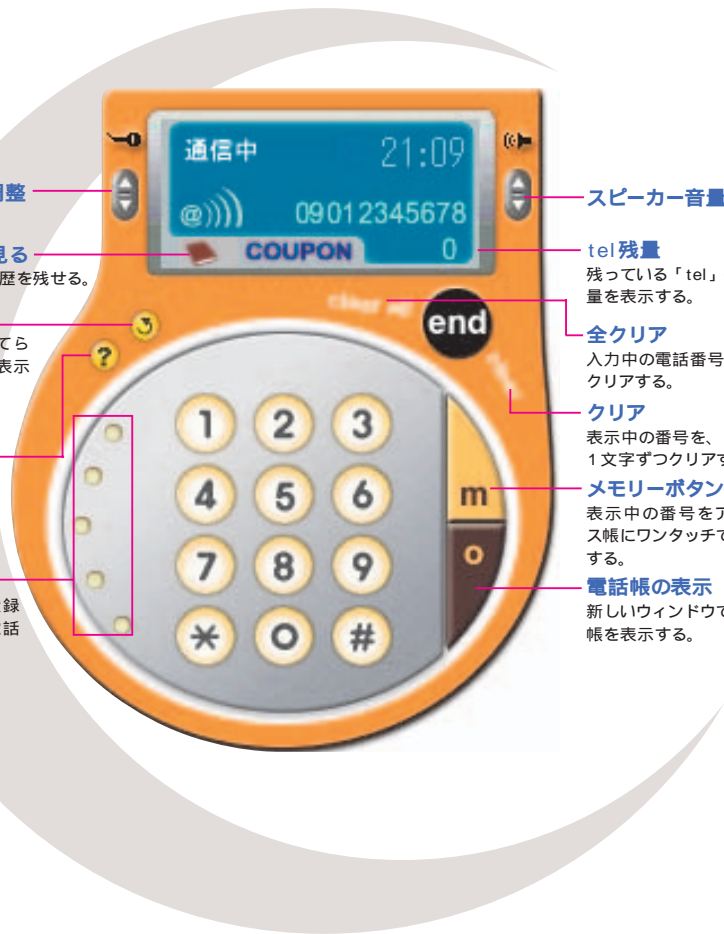 通信中
21:09
@
09012345678
COUPON
0
clear all
end
1 2 3
4 5 6
7 8 9
* 0 #
m
o
?
調整
見る
歴を残せる。
てら
表示
録
話
スピーカー音量
tel残量
残っている「tel」
量を表示する。
全クリア
入力中の電話番号
クリアする。
クリア
表示中の番号を、
1文字ずつクリアす
メモリーボタン
表示中の番号をア
ス帳にワンタッチで
する。
電話帳の表示
新しいウィンドウで
帳を表示する。